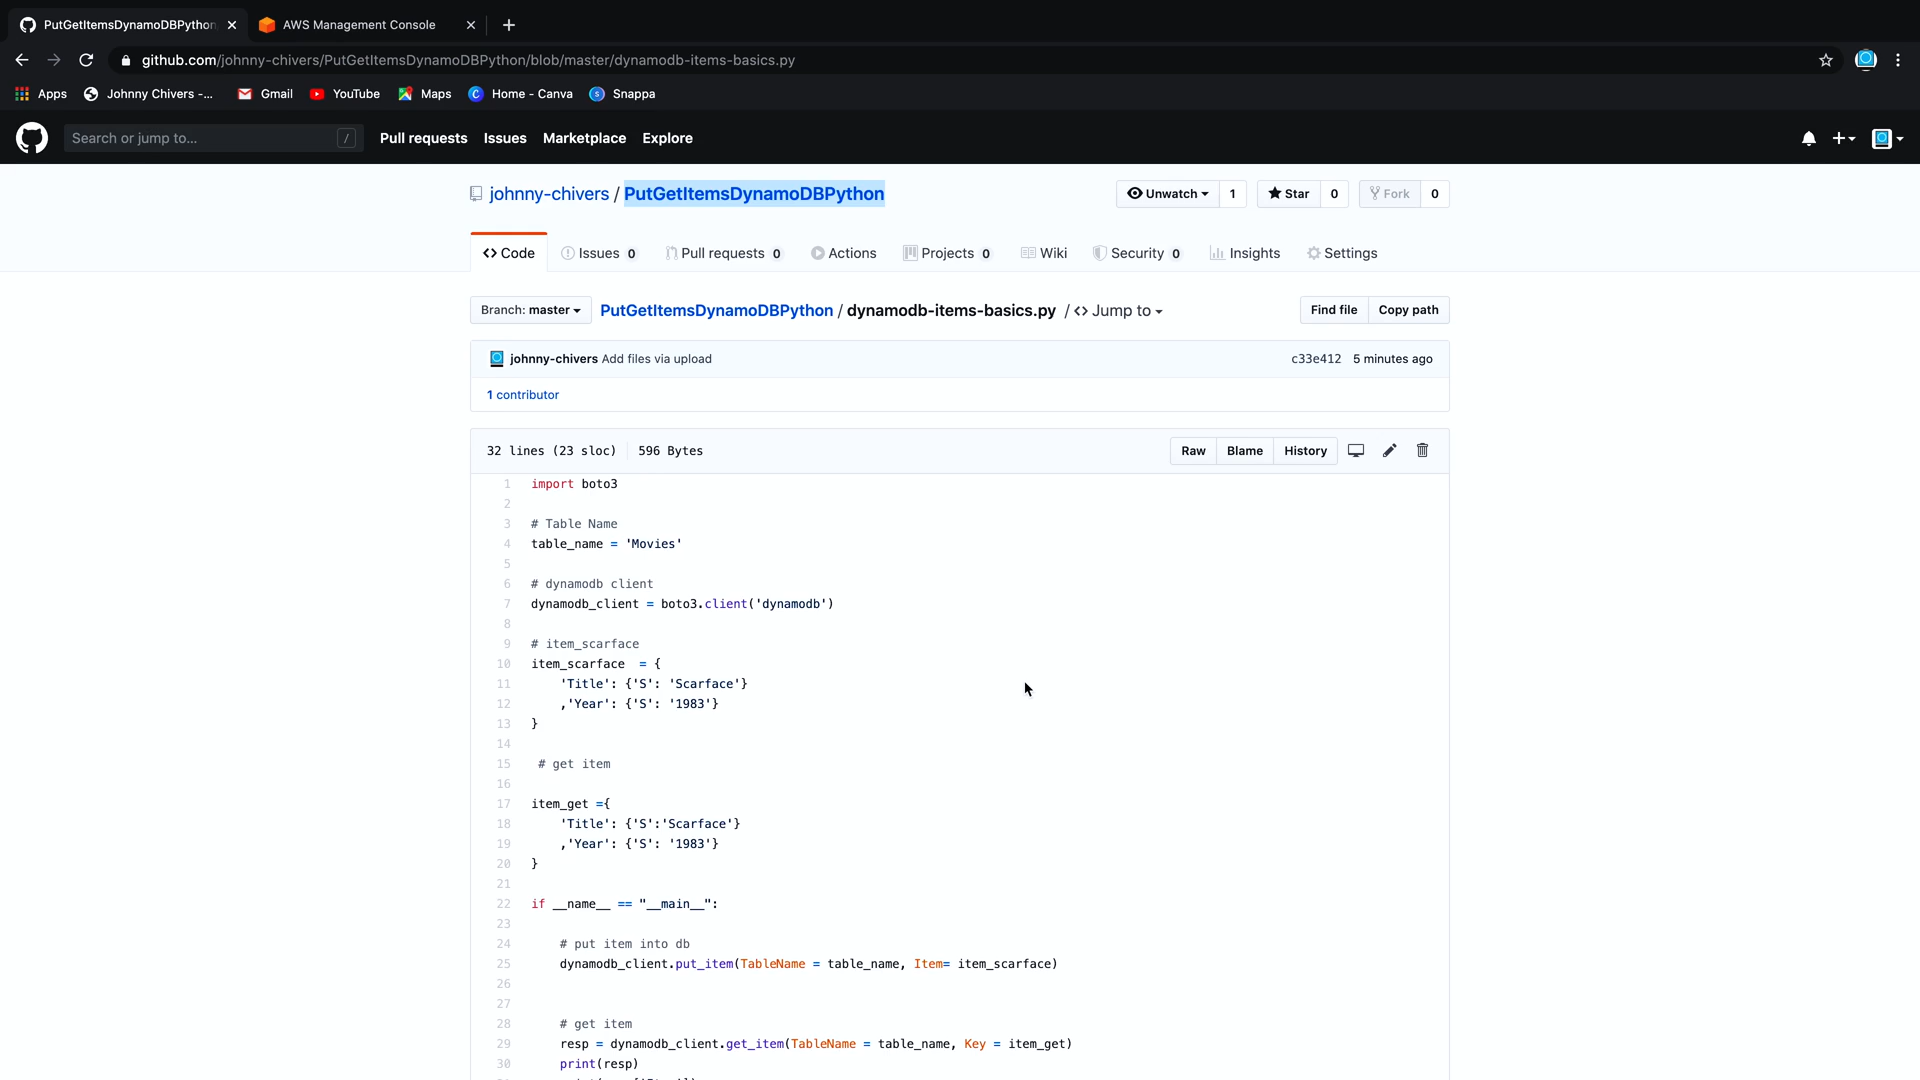 PutGetItemsDynamoDBPython
AWS Management Console
github.com/johnny-chivers/PutGetItemsDynamoDBPython/blob/master/dynamodb-items-basics.py
Apps Johnny Chivers -... Gmail YouTube Maps Home - Canva Snappa
Search or jump to... / Pull requests Issues Marketplace Explore
johnny-chivers / PutGetItemsDynamoDBPython Unwatch 1 Star 0 Fork 0
Code Issues 0 Pull requests 0 Actions Projects 0 Wiki Security 0 Insights Settings
Branch: master PutGetItemsDynamoDBPython / dynamodb-items-basics.py / Jump to Find file Copy path
johnny-chivers Add files via upload c33e412 5 minutes ago
1 contributor
32 lines (23 sloc) 596 Bytes Raw Blame History
1 import boto3
2
3 # Table Name
4 table_name = 'Movies'
5
6 # dynamodb client
7 dynamodb_client = boto3.client('dynamodb')
8
9 # item_scarface
10 item_scarface  = {
11     'Title': {'S': 'Scarface'}
12     ,'Year': {'S': '1983'}
13 }
14
15  # get item
16
17 item_get ={
18     'Title': {'S':'Scarface'}
19     ,'Year': {'S': '1983'}
20 }
21
22 if __name__ == "__main__":
23
24     # put item into db
25     dynamodb_client.put_item(TableName = table_name, Item= item_scarface)
26
27
28     # get item
29     resp = dynamodb_client.get_item(TableName = table_name, Key = item_get)
30     print(resp)